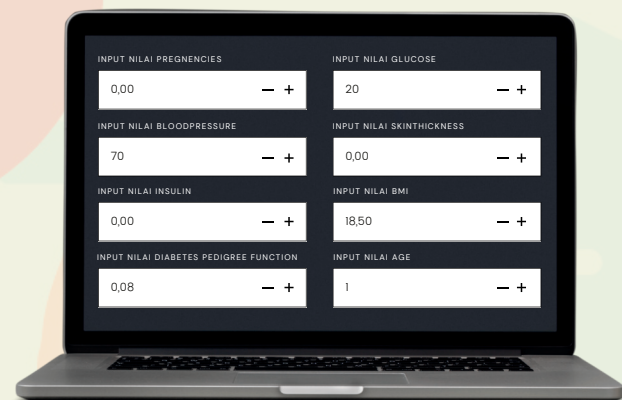 INPUT NILAI PREGNENCIES
0,00
INPUT NILAI GLUCOSE
20
INPUT NILAI BLOODPRESSURE
70
INPUT NILAI SKINTHICKNESS
0,00
INPUT NILAI INSULIN
0,00
INPUT NILAI BMI
18,50
INPUT NILAI DIABETES PEDIGREE FUNCTION
0,08
INPUT NILAI AGE
1